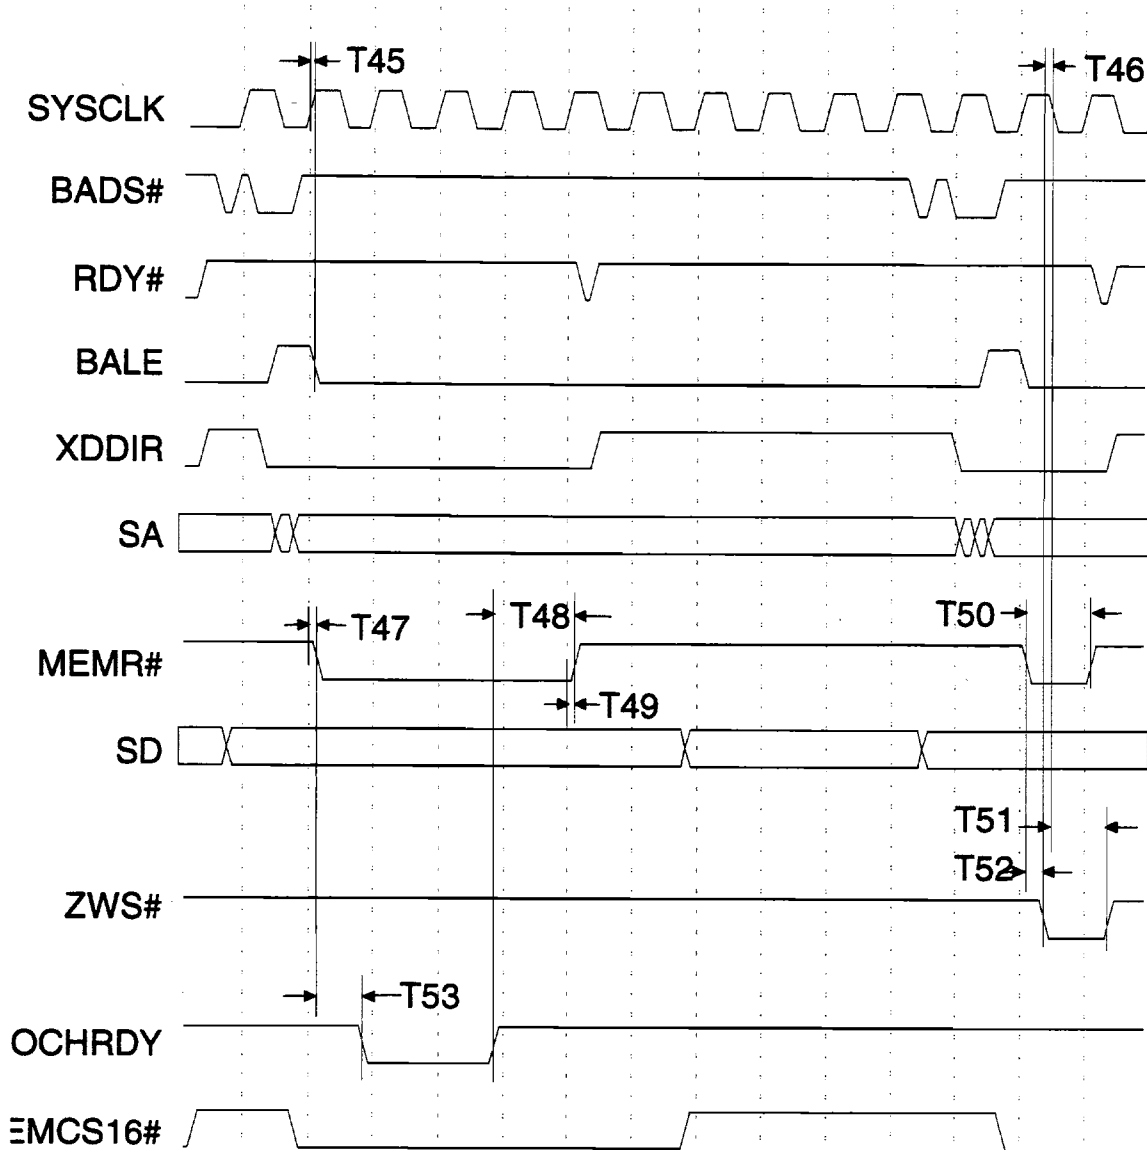 T45
T46
SYSCLK
BADS#
RDY#
BALE
XDDIR
SA
T47
T48
T50
MEMR#
T49
SD
T51
T52
ZWS#
T53
OCHRDY
EMCS16#